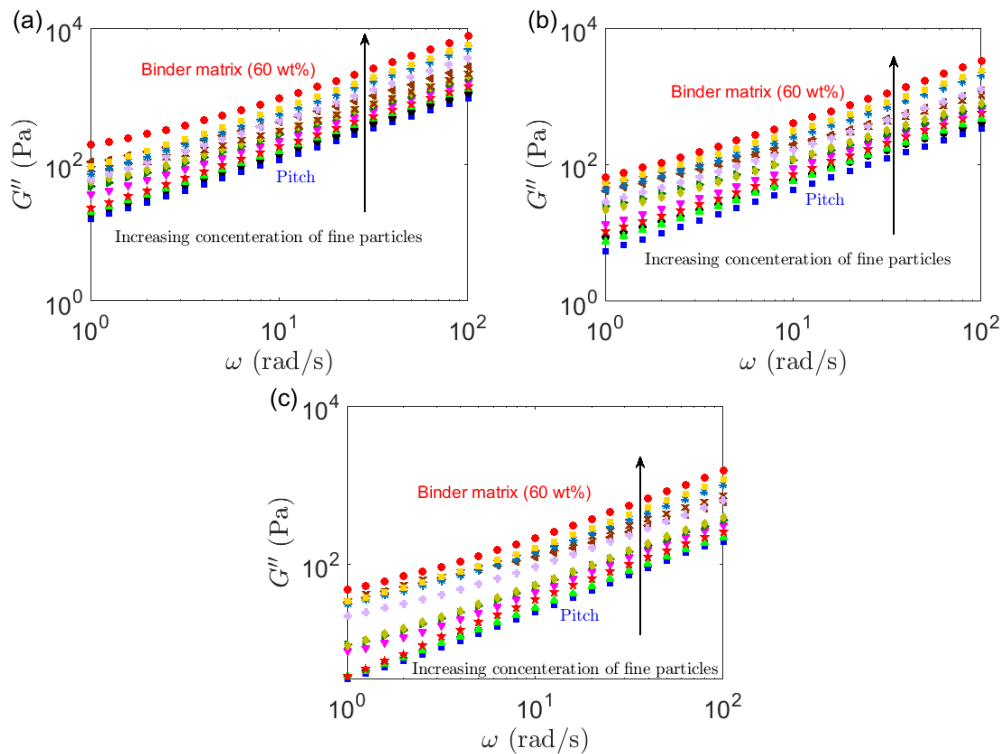 (a)
10^4
10^2
10^0
G'' (Pa)
Binder matrix (60 wt%)
Pitch
Increasing concenteration of fine particles
10^0
10^1
10^2
ω (rad/s)
(b)
10^4
10^2
10^0
G'' (Pa)
Binder matrix (60 wt%)
Pitch
Increasing concenteration of fine particles
10^0
10^1
10^2
ω (rad/s)
(c)
10^4
10^2
G'' (Pa)
Binder matrix (60 wt%)
Pitch
Increasing concenteration of fine particles
10^0
10^1
10^2
ω (rad/s)